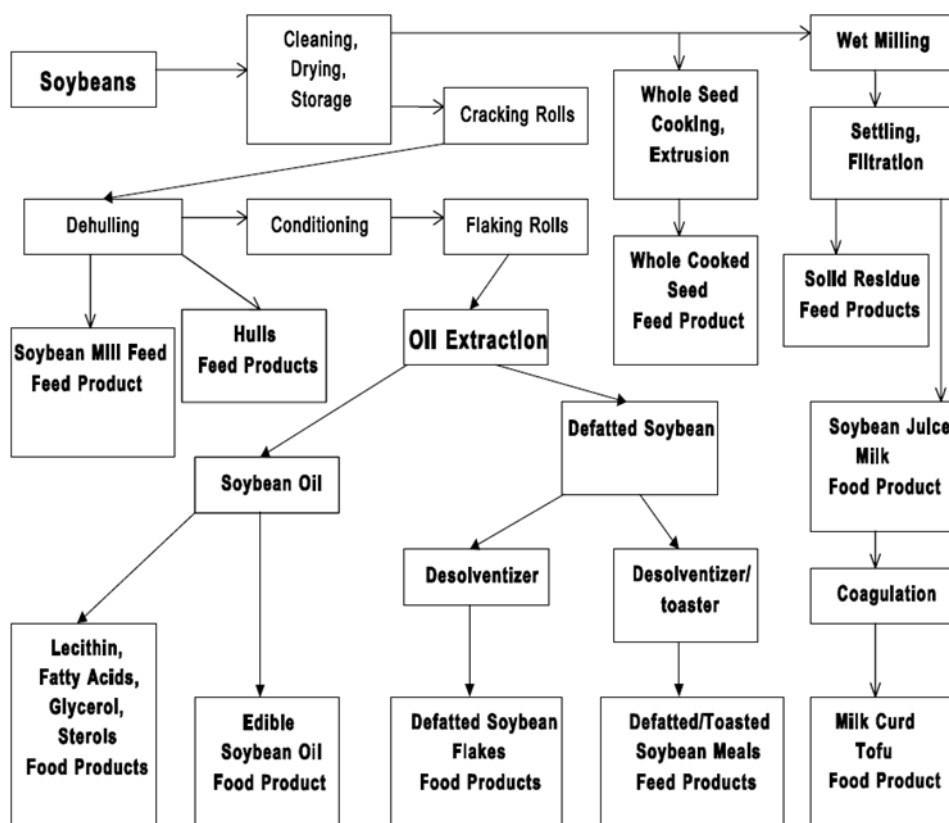 Soybeans
Cleaning,
Drying,
Storage
Wet Milling
Cracking Rolls
Whole Seed
Cooking,
Extrusion
Settling,
Filtration
Dehulling
Conditioning
Flaking Rolls
Whole Cooked
Seed
Feed Product
Solid Residue
Feed Products
Soybean Mill Feed
Feed Product
Hulls
Feed Products
Oil Extraction
Defatted Soybean
Soybean Juice
Milk
Food Product
Soybean Oil
Desolventizer
Desolventizer/
toaster
Coagulation
Lecithin,
Fatty Acids,
Glycerol,
Sterols
Food Products
Edible
Soybean Oil
Food Product
Defatted Soybean
Flakes
Food Products
Defatted/Toasted
Soybean Meals
Feed Products
Milk Curd
Tofu
Food Product